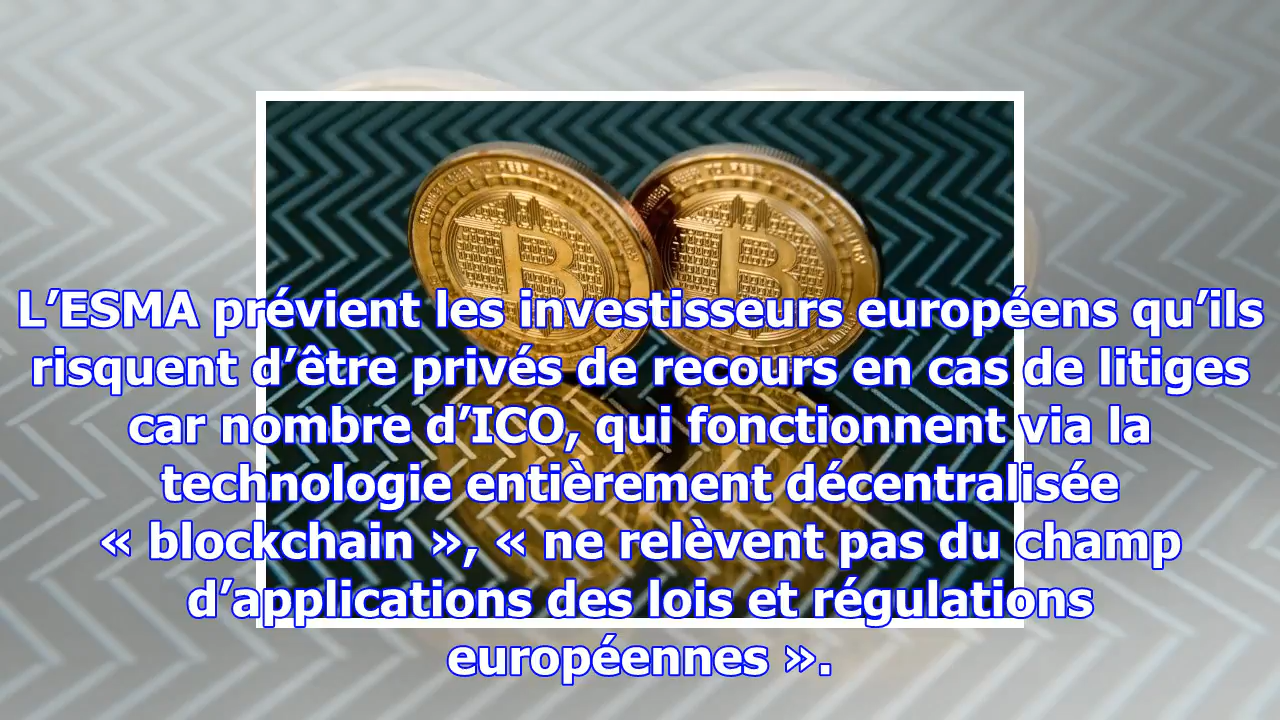 L’ESMA prévient les investisseurs européens qu’ils
risquent d’être privés de recours en cas de litiges
car nombre d’ICO, qui fonctionnent via la
technologie entièrement décentralisée
« blockchain », « ne relèvent pas du champ
d’applications des lois et régulations
européennes ».